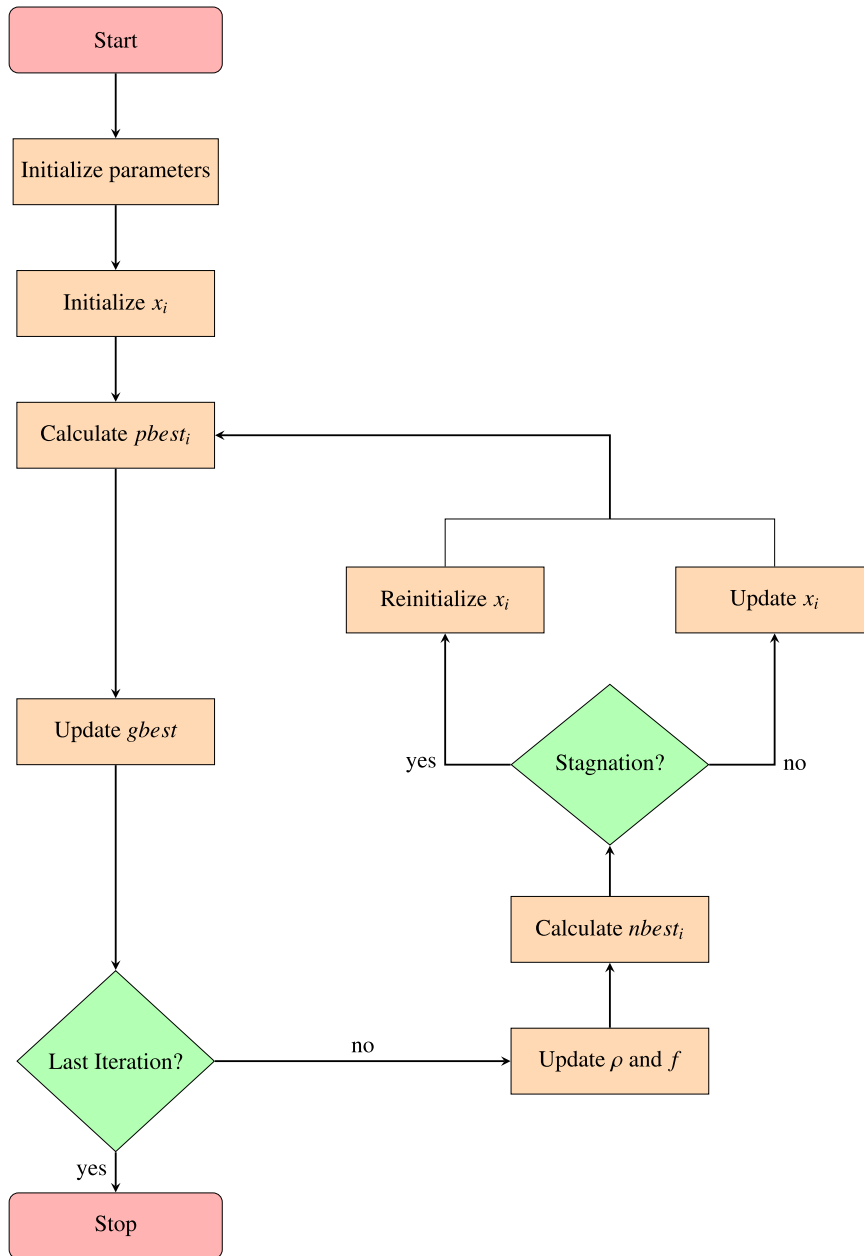 Start
Initialize parameters
Initialize xᵢ
Calculate pbestᵢ
Reinitialize xᵢ
Update xᵢ
Update gbest
yes
Stagnation?
no
Calculate nbestᵢ
Last Iteration?
no
Update ρ and f
yes
Stop